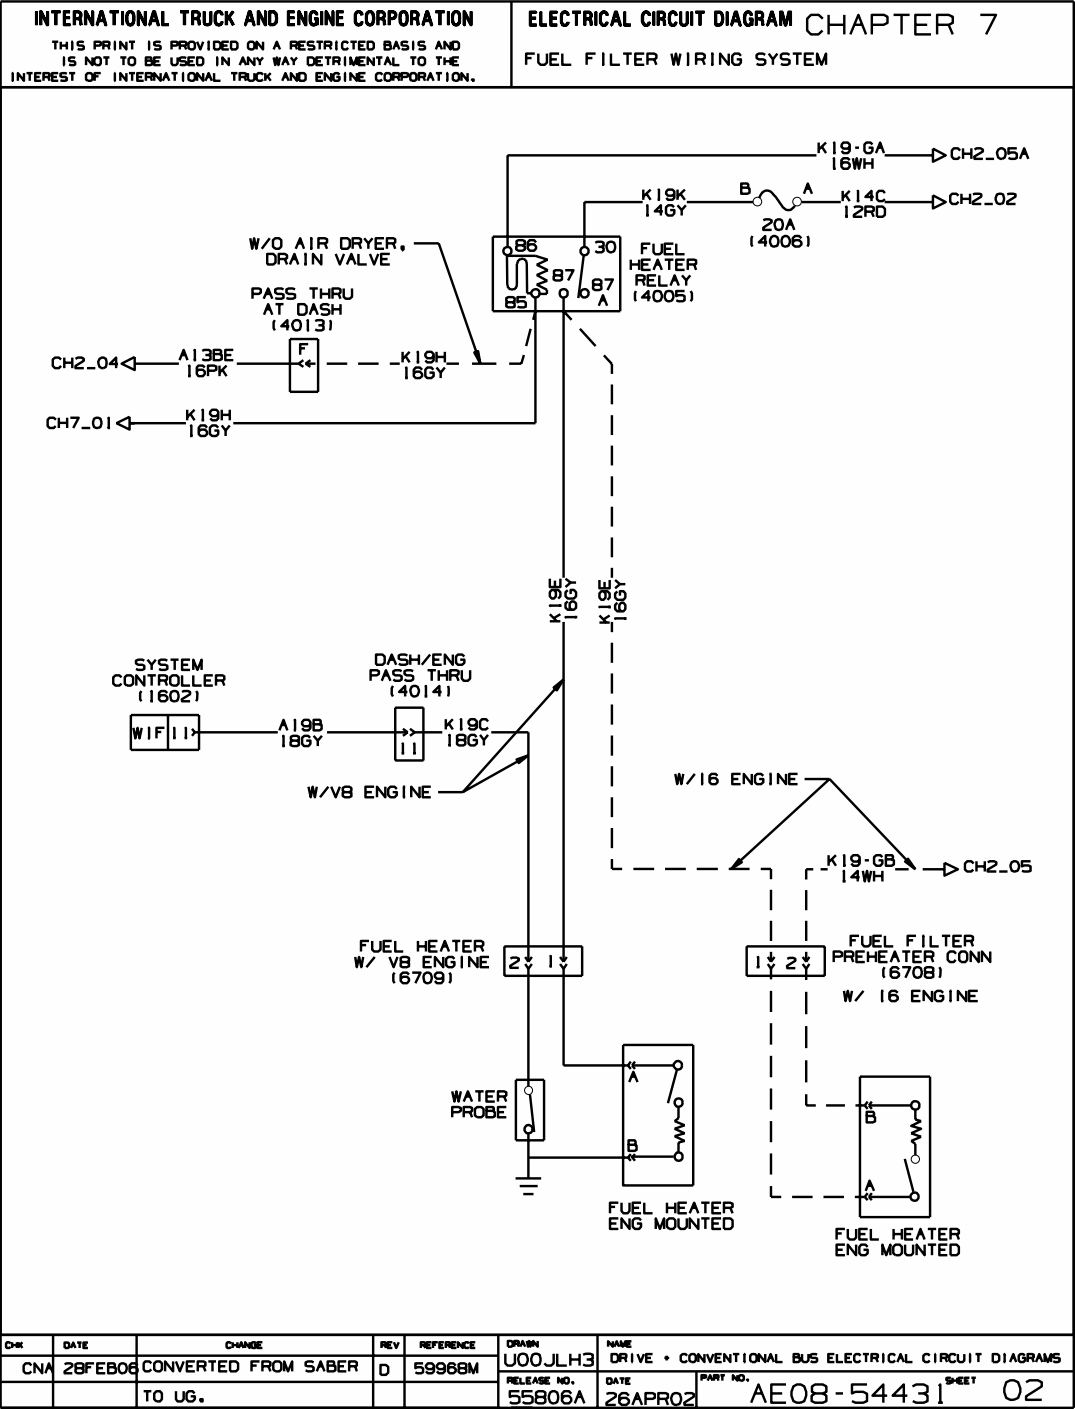 INTERNATIONAL TRUCK AND ENGINE CORPORATION
THIS PRINT IS PROVIDED ON A RESTRICTED BASIS AND
IS NOT TO BE USED IN ANY WAY DETRIMENTAL TO THE
INTEREST OF INTERNATIONAL TRUCK AND ENGINE CORPORATION.
ELECTRICAL CIRCUIT DIAGRAM CHAPTER 7
FUEL FILTER WIRING SYSTEM
K19-GA
16WH
CH2_05A
K19K
14GY
B
A
20A
(4006)
K14C
12RD
CH2_02
W/O AIR DRYER,
DRAIN VALVE
86
30
87
87
A
85
FUEL
HEATER
RELAY
(4005)
PASS THRU
AT DASH
(4013)
F
CH2_04
A13BE
16PK
K19H
16GY
CH7_01
K19H
16GY
K19E
16GY
K19E
16GY
SYSTEM
CONTROLLER
(1602)
WIF
11
A19B
18GY
DASH/ENG
PASS THRU
(4014)
11
K19C
18GY
W/V8 ENGINE
W/I6 ENGINE
K19-GB
14WH
CH2_05
FUEL HEATER
W/ V8 ENGINE
(6709)
2
1
1
2
FUEL FILTER
PREHEATER CONN
(6708)
W/ I6 ENGINE
WATER
PROBE
A
B
FUEL HEATER
ENG MOUNTED
B
A
FUEL HEATER
ENG MOUNTED
CHK
DATE
CHANGE
REV
REFERENCE
CNA
28FEB06
CONVERTED FROM SABER
D
59968M
TO UG.
DRAWN
U00JLH3
NAME
DRIVE • CONVENTIONAL BUS ELECTRICAL CIRCUIT DIAGRAMS
RELEASE NO.
55806A
DATE
26APR02
PART NO.
AE08-54431
SHEET
02